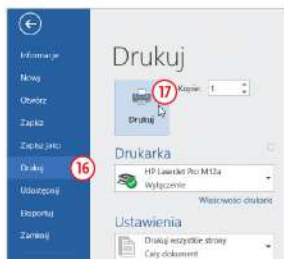 Informacje
Nowy
Otwórz
Zapisz
Zapisz jako
Drukuj
16
Udostępnij
Eksportuj
Zamknij
Drukuj
17
Kopie: 1
Drukuj
Drukarka
HP LaserJet Pro M12a
Wyłączenie
Właściwości drukarki
Ustawienia
Drukuj wszystkie strony
Cały dokument